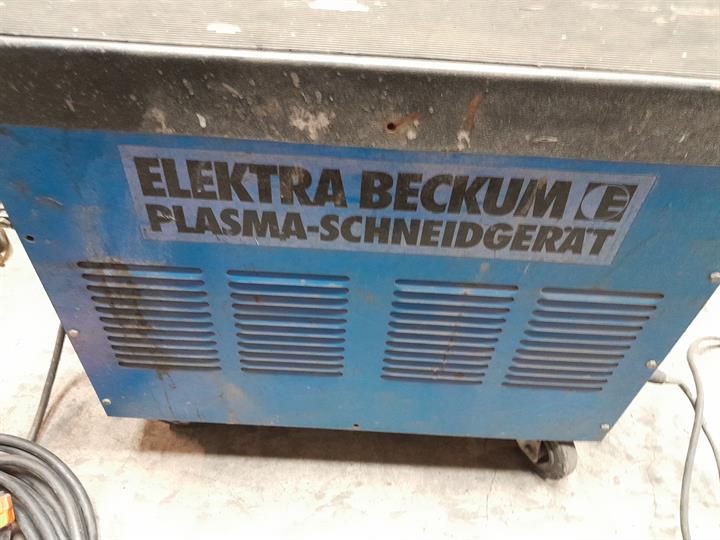 ELEKTRA BECKUM E
PLASMA-SCHNEIDGERÄT